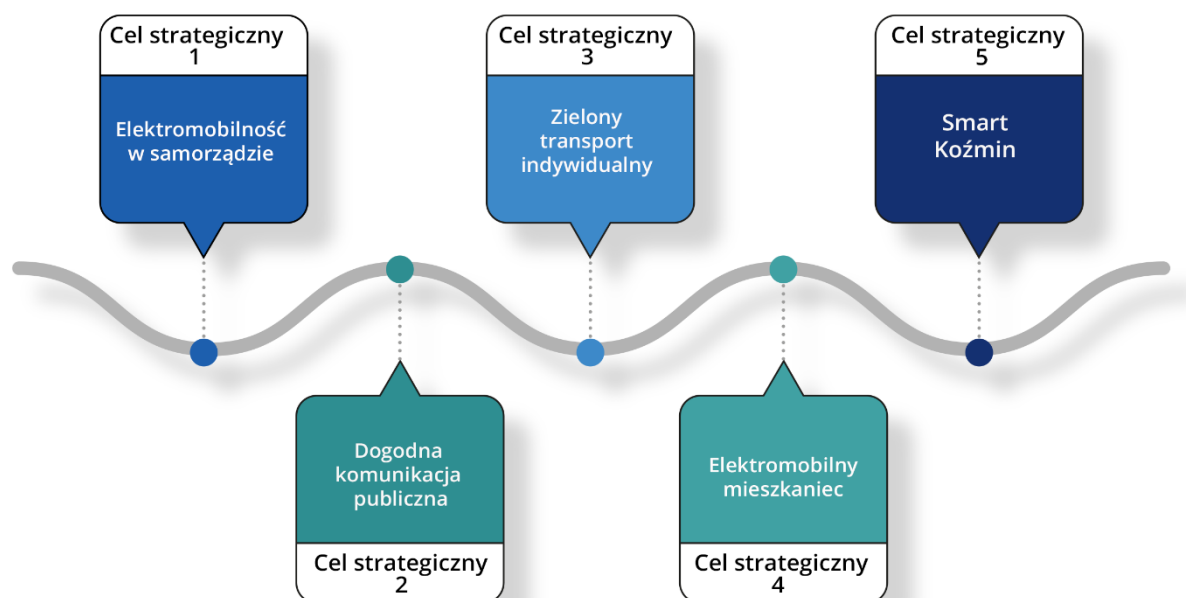 Cel strategiczny
1
Elektromobilność
w samorządzie
Dogodna
komunikacja
publiczna
Cel strategiczny
2
Cel strategiczny
3
Zielony
transport
indywidualny
Elektromobilny
mieszkaniec
Cel strategiczny
4
Cel strategiczny
5
Smart
Koźmin